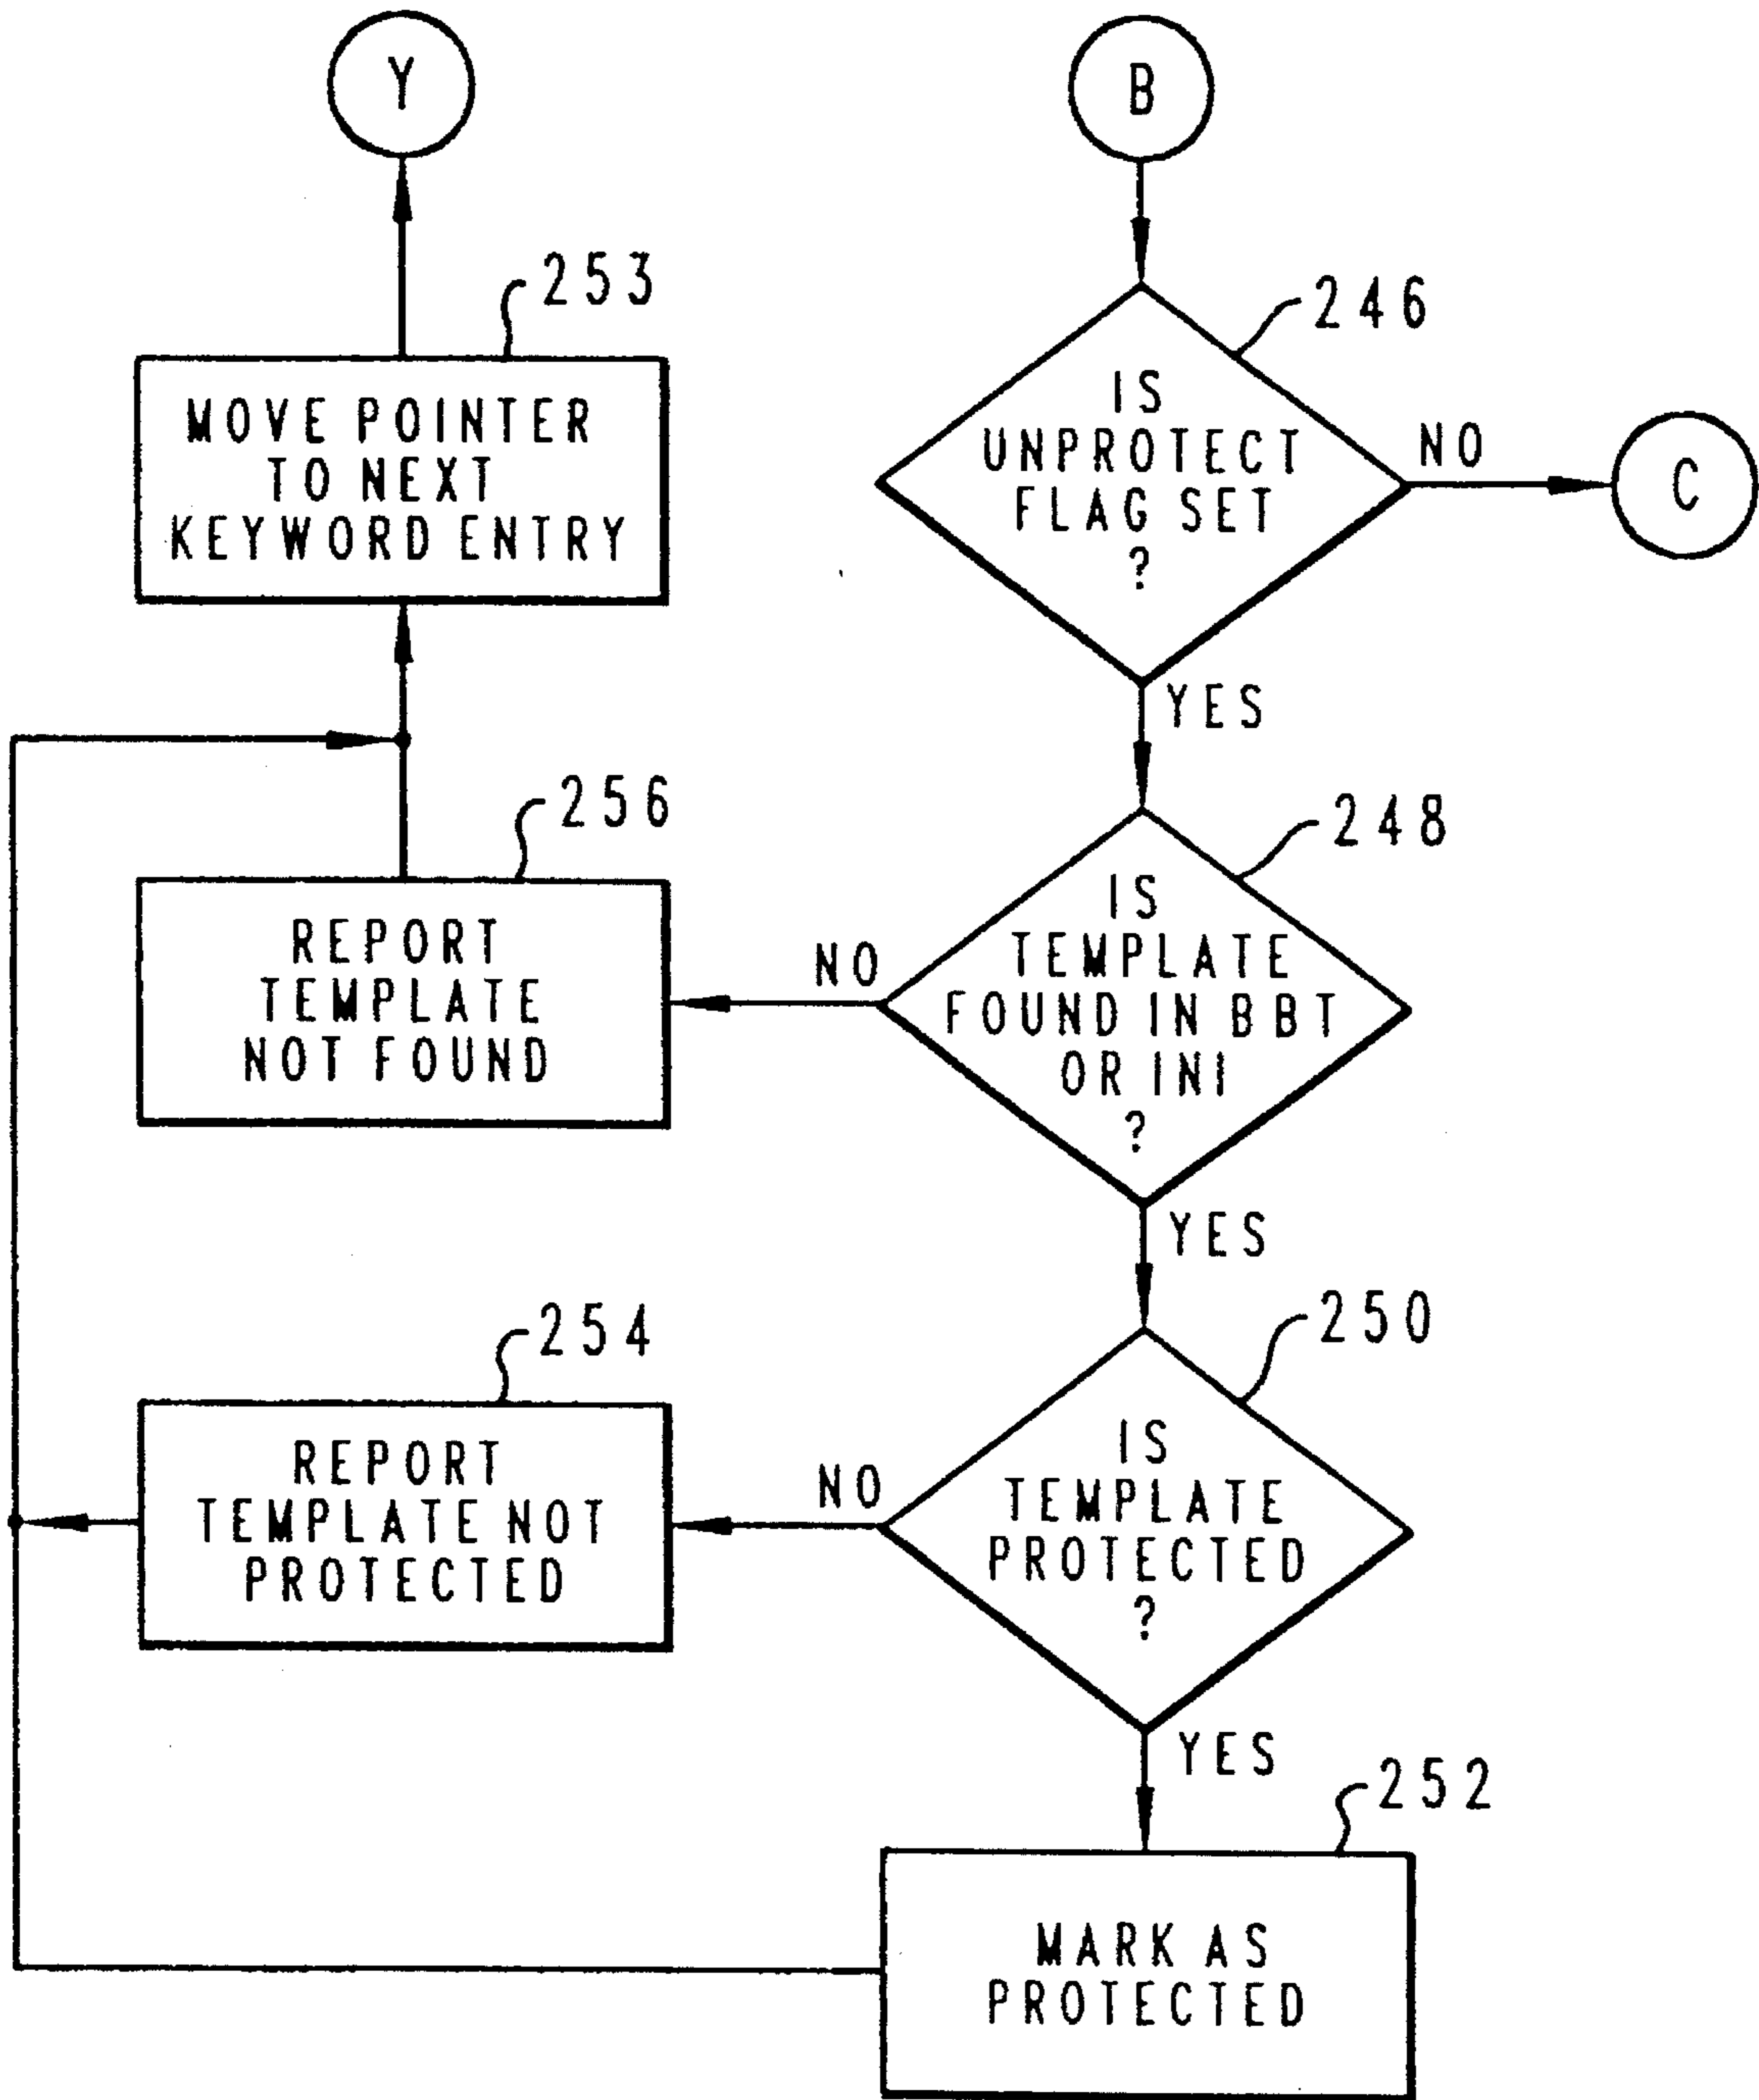 Y
B
253
246
MOVE POINTER
TO NEXT
KEYWORD ENTRY
IS
UNPROTECT
FLAG SET
?
NO
C
YES
256
248
REPORT
TEMPLATE
NOT FOUND
NO
IS
TEMPLATE
FOUND IN BBT
OR INI
?
YES
254
250
REPORT
TEMPLATE NOT
PROTECTED
NO
IS
TEMPLATE
PROTECTED
?
YES
252
MARK AS
PROTECTED